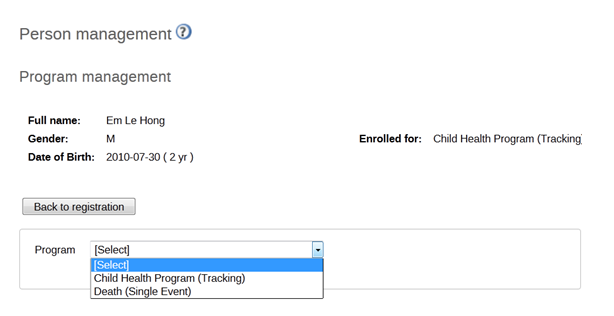 Person management ?
Program management
Full name: Em Le Hong
Gender: M Enrolled for: Child Health Program (Tracking
Date of Birth: 2010-07-30 ( 2 yr )
Back to registration
Program [Select]
[Select]
Child Health Program (Tracking)
Death (Single Event)